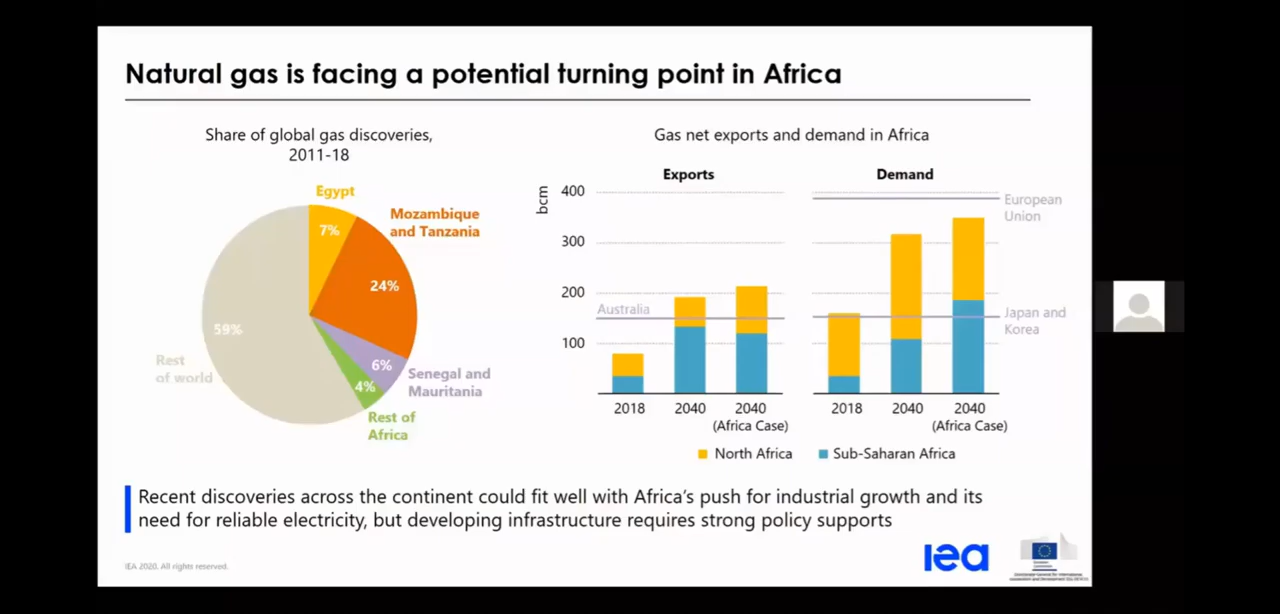 Natural gas is facing a potential turning point in Africa
Share of global gas discoveries,
2011-18
Egypt
7%
Mozambique
and Tanzania
24%
59%
Rest
of world
6%
Senegal and
Mauritania
4%
Rest of
Africa
Gas net exports and demand in Africa
Exports
Demand
bcm
400
300
200
100
Australia
European
Union
Japan and
Korea
2018
2040
2040
(Africa Case)
2018
2040
2040
(Africa Case)
North Africa
Sub-Saharan Africa
Recent discoveries across the continent could fit well with Africa's push for industrial growth and its
need for reliable electricity, but developing infrastructure requires strong policy supports
IEA 2020. All rights reserved.
iea